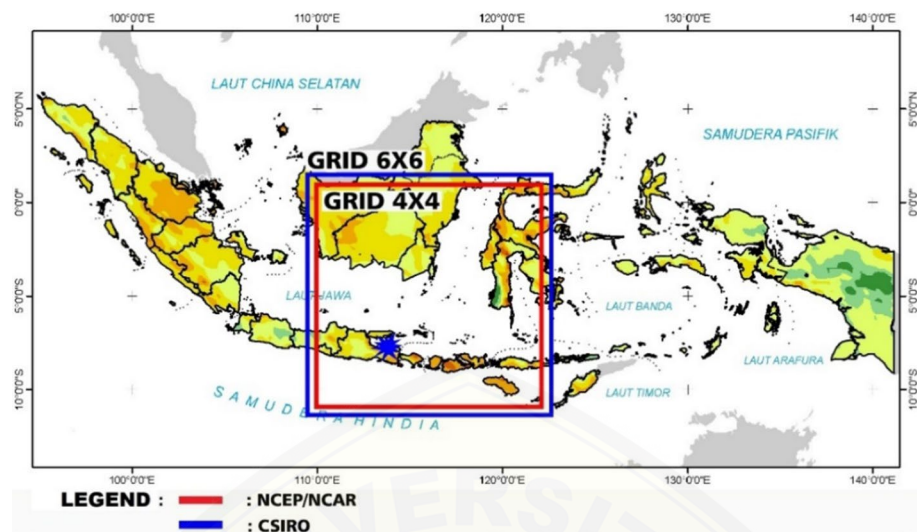 100°0'0"E 110°0'0"E 120°0'0"E 130°0'0"E 140°0'0"E
LAUT CHINA SELATAN
5°0'0"N 5°0'0"N
SAMUDERA PASIFIK
GRID 6X6
GRID 4X4
0°0'0" 0°0'0"
5°0'0"S 5°0'0"S
LAUT BANDA
LAUT ARAFURA
LAUT TIMOR
10°0'0"S 10°0'0"S
SAMUDERA HINDIA
100°0'0"E 110°0'0"E 120°0'0"E 130°0'0"E 140°0'0"E
LEGEND : : NCEP/NCAR
: CSIRO